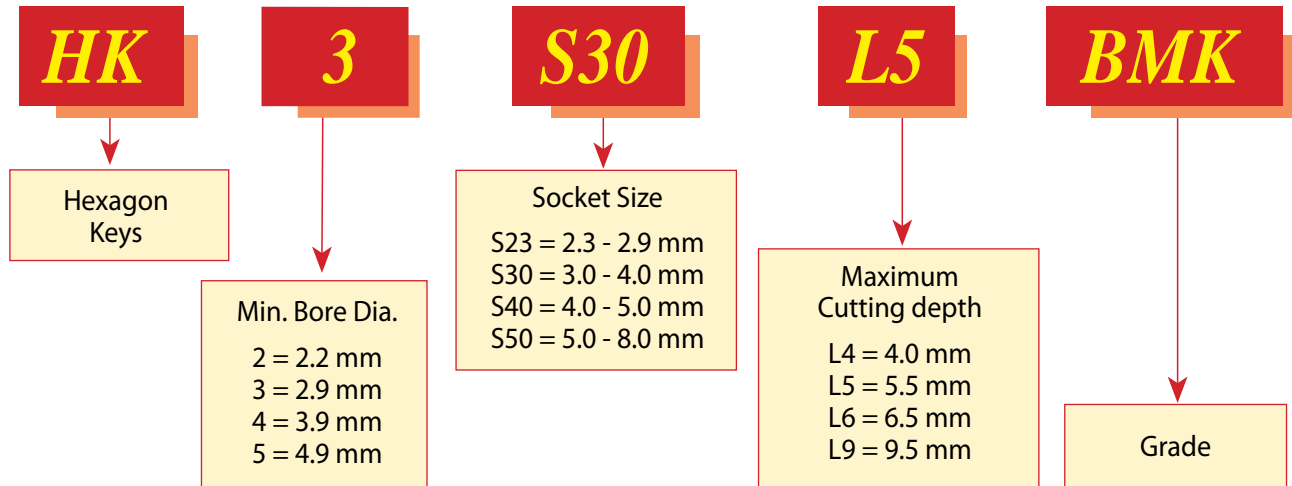 HK 3 S30 L5 BMK
Hexagon
Keys
Min. Bore Dia.
2 = 2.2 mm
3 = 2.9 mm
4 = 3.9 mm
5 = 4.9 mm
Socket Size
S23 = 2.3 - 2.9 mm
S30 = 3.0 - 4.0 mm
S40 = 4.0 - 5.0 mm
S50 = 5.0 - 8.0 mm
Maximum
Cutting depth
L4 = 4.0 mm
L5 = 5.5 mm
L6 = 6.5 mm
L9 = 9.5 mm
Grade